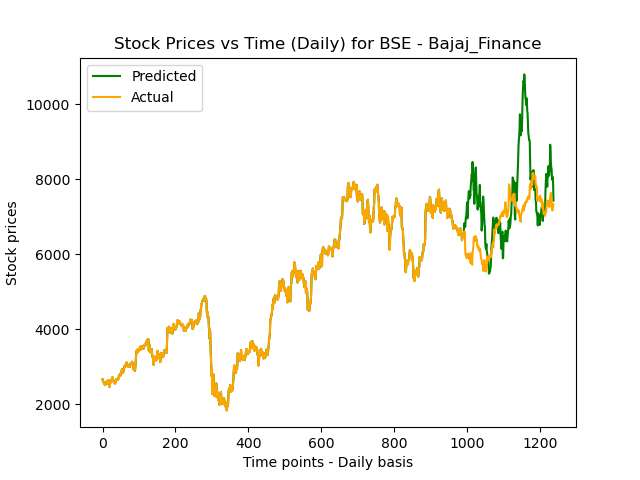 Stock Prices vs Time (Daily) for BSE - Bajaj_Finance
Predicted
Actual
10000
8000
6000
4000
2000
Stock prices
0 200 400 600 800 1000 1200
Time points - Daily basis